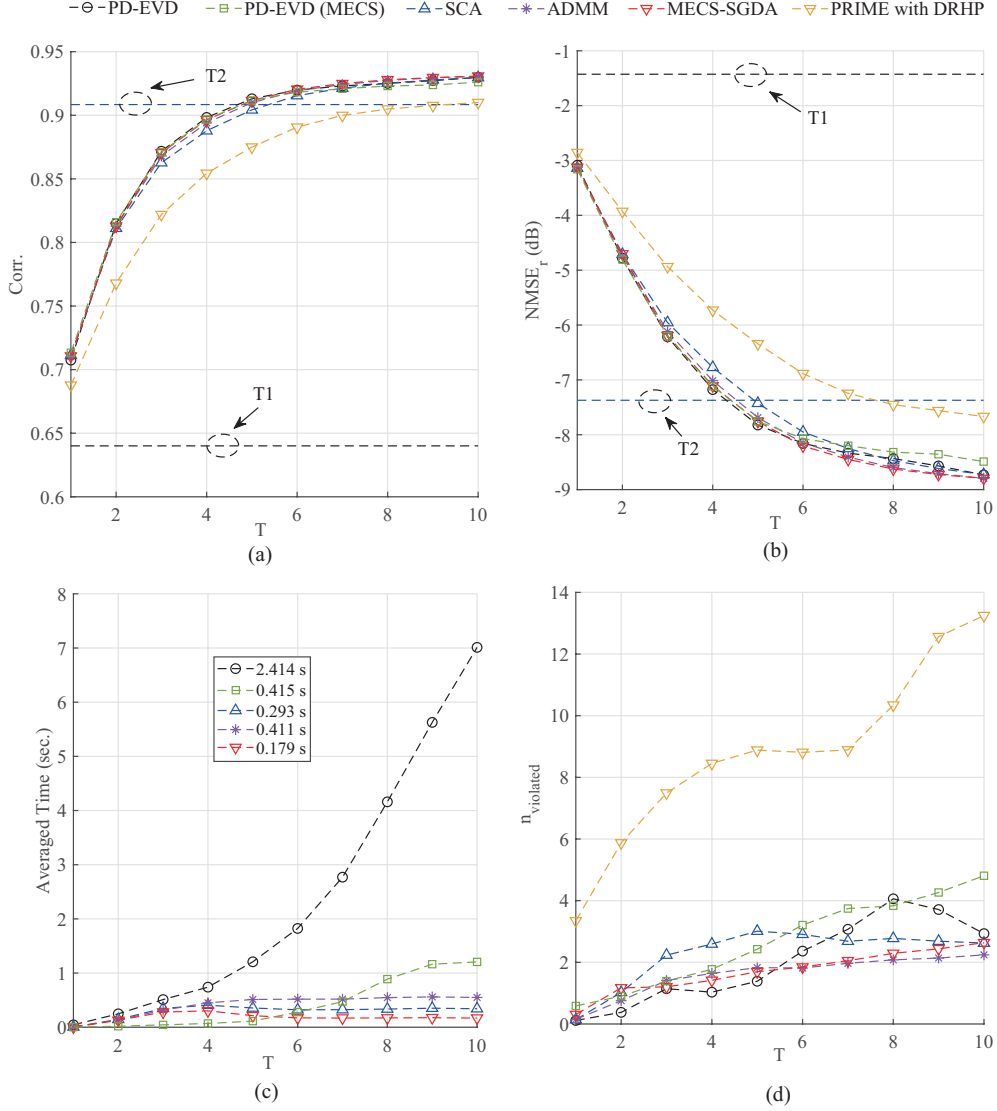 PD-EVD PD-EVD (MECS) SCA ADMM MECS-SGDA PRIME with DRHP
0.95
0.9
0.85
0.8
0.75
0.7
0.65
0.6
Corr.
T2
T1
2 4 6 8 10
T
(a)
-1
-2
-3
-4
-5
-6
-7
-8
-9
NMSE_r (dB)
T1
T2
2 4 6 8 10
T
(b)
8
7
6
5
4
3
2
1
0
Averaged Time (sec.)
2.414 s
0.415 s
0.293 s
0.411 s
0.179 s
2 4 6 8 10
T
(c)
14
12
10
8
6
4
2
0
n_violated
2 4 6 8 10
T
(d)